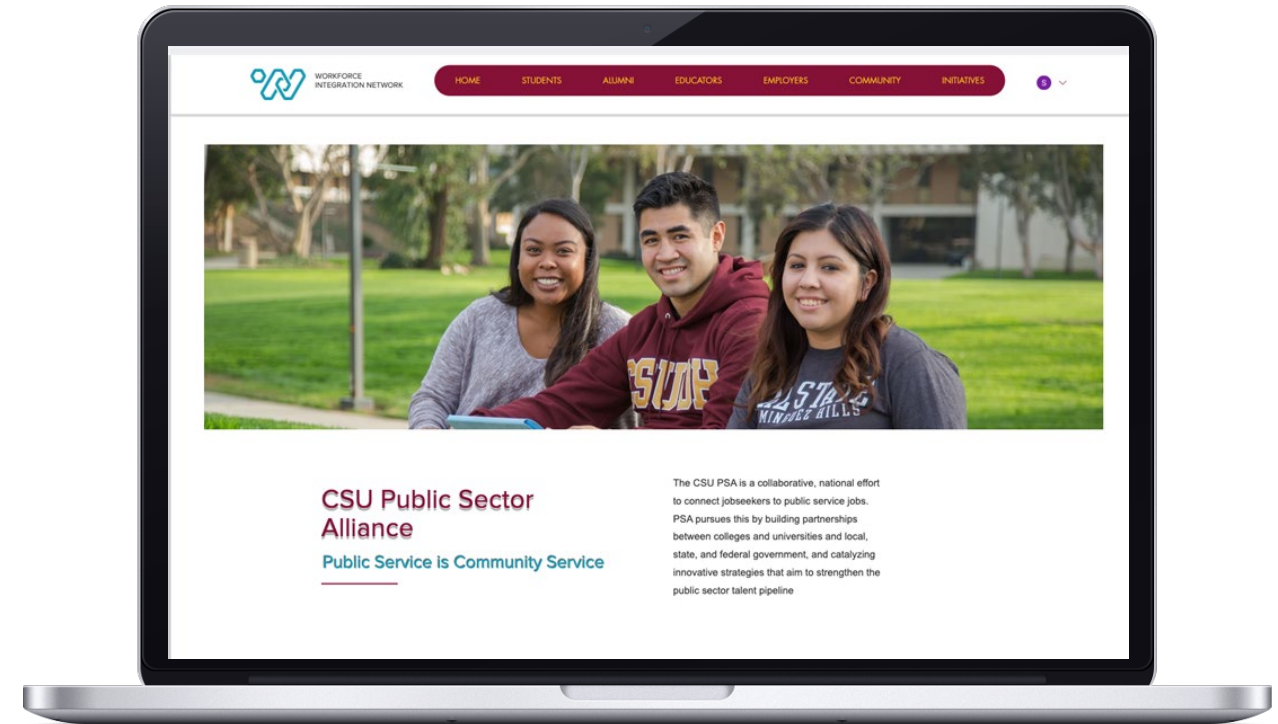 WORKFORCE
INTEGRATION NETWORK
HOME STUDENTS ALUMNI EDUCATORS EMPLOYERS COMMUNITY INITIATIVES
S
CSUDH
STATE
MINGUEZ HILLS
CSU Public Sector
Alliance
Public Service is Community Service
The CSU PSA is a collaborative, national effort
to connect jobseekers to public service jobs.
PSA pursues this by building partnerships
between colleges and universities and local,
state, and federal government, and catalyzing
innovative strategies that aim to strengthen the
public sector talent pipeline